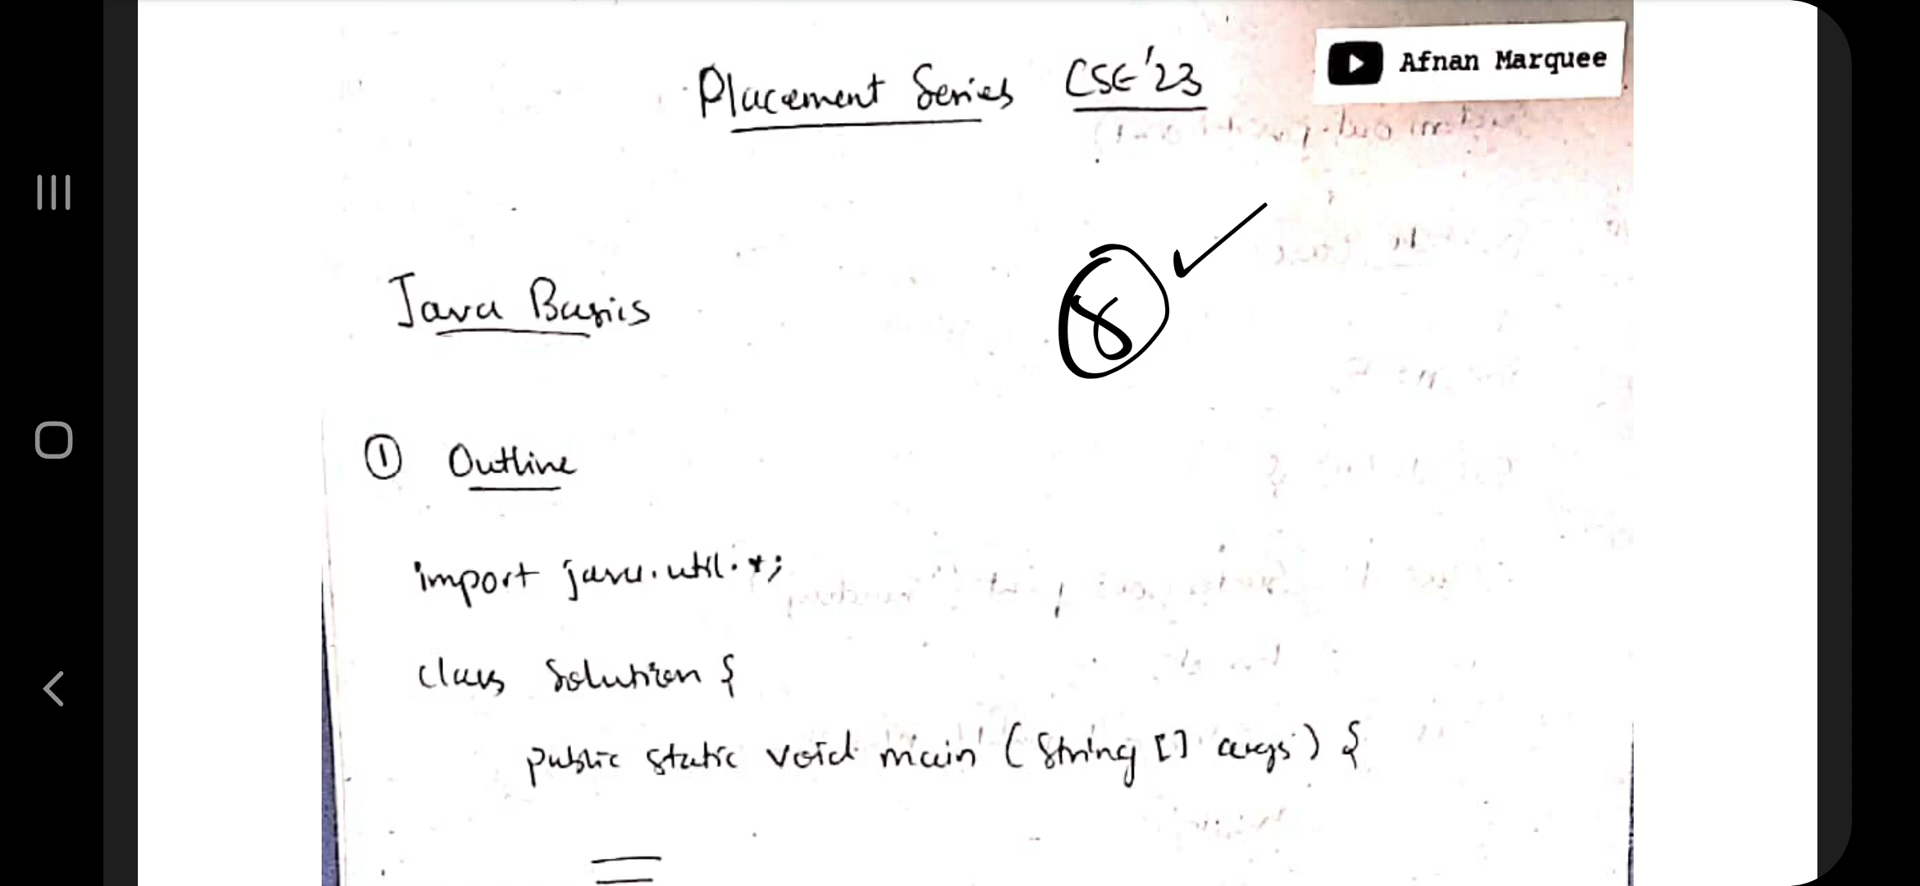 Placement Series CSE'23
Afnan Marquee
Java Basics
8
① Outline
import java.util.*;
class Solution {
public static void main (String [] args) {